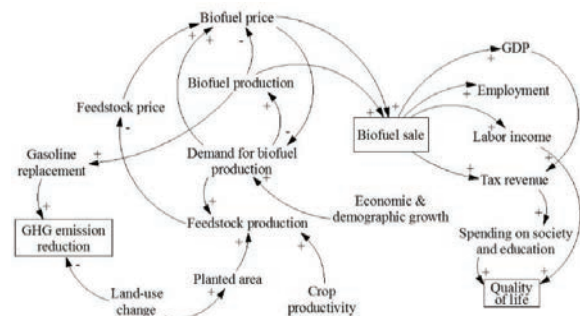 Biofuel price
+
+
-
GDP
+
Biofuel production
+
+
+
Employment
+
Feedstock price
+
-
-
Biofuel sale
+
Labor income
Gasoline
replacement
+
Demand for biofuel
production
+
+
Tax revenue
+
+
Economic &
demographic growth
+
+
Feedstock production
+
+
GHG emission
reduction
-
Spending on society
and education
+
+
Land-use
change
+
Planted area
Crop
productivity
Quality
of life